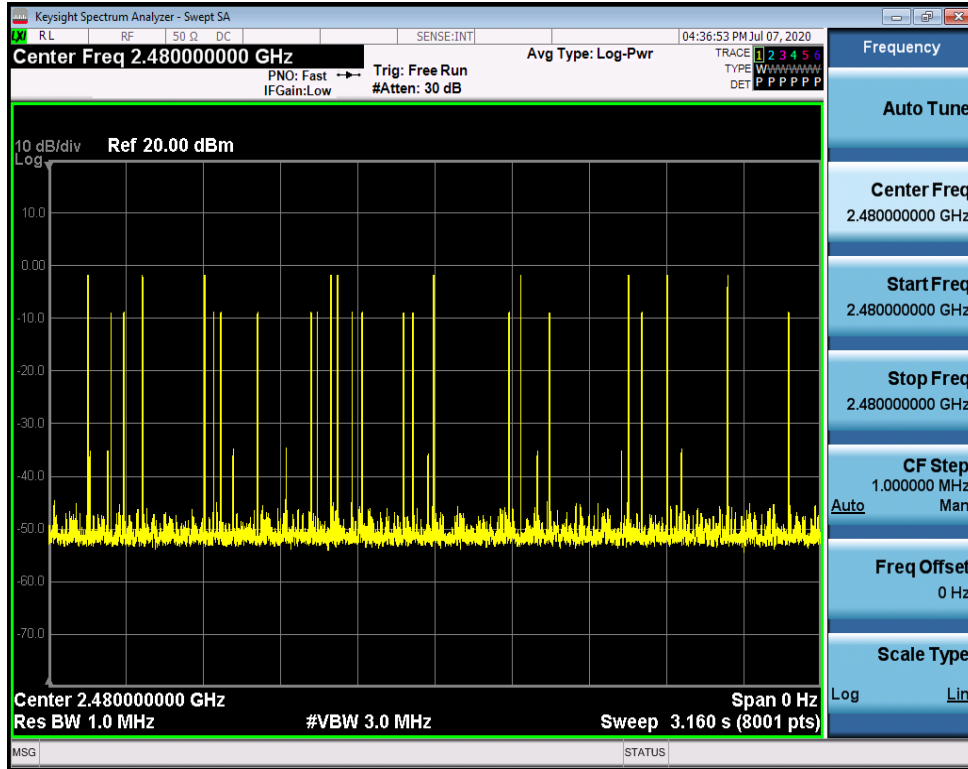 Keysight Spectrum Analyzer - Swept SA
LXI RL RF 50 Ω DC SENSE:INT 04:36:53 PM Jul 07, 2020
Center Freq 2.480000000 GHz
PNO: Fast
IFGain:Low
Trig: Free Run
#Atten: 30 dB
Avg Type: Log-Pwr
TRACE 1 2 3 4 5 6
TYPE WWWWWW
DET P P P P P P
10 dB/div Ref 20.00 dBm
Log
10.0
0.00
-10.0
-20.0
-30.0
-40.0
-50.0
-60.0
-70.0
Center 2.480000000 GHz Span 0 Hz
Res BW 1.0 MHz #VBW 3.0 MHz Sweep 3.160 s (8001 pts)
MSG STATUS
Frequency
Auto Tune
Center Freq
2.480000000 GHz
Start Freq
2.480000000 GHz
Stop Freq
2.480000000 GHz
CF Step
1.000000 MHz
Auto Man
Freq Offset
0 Hz
Scale Type
Log Lin